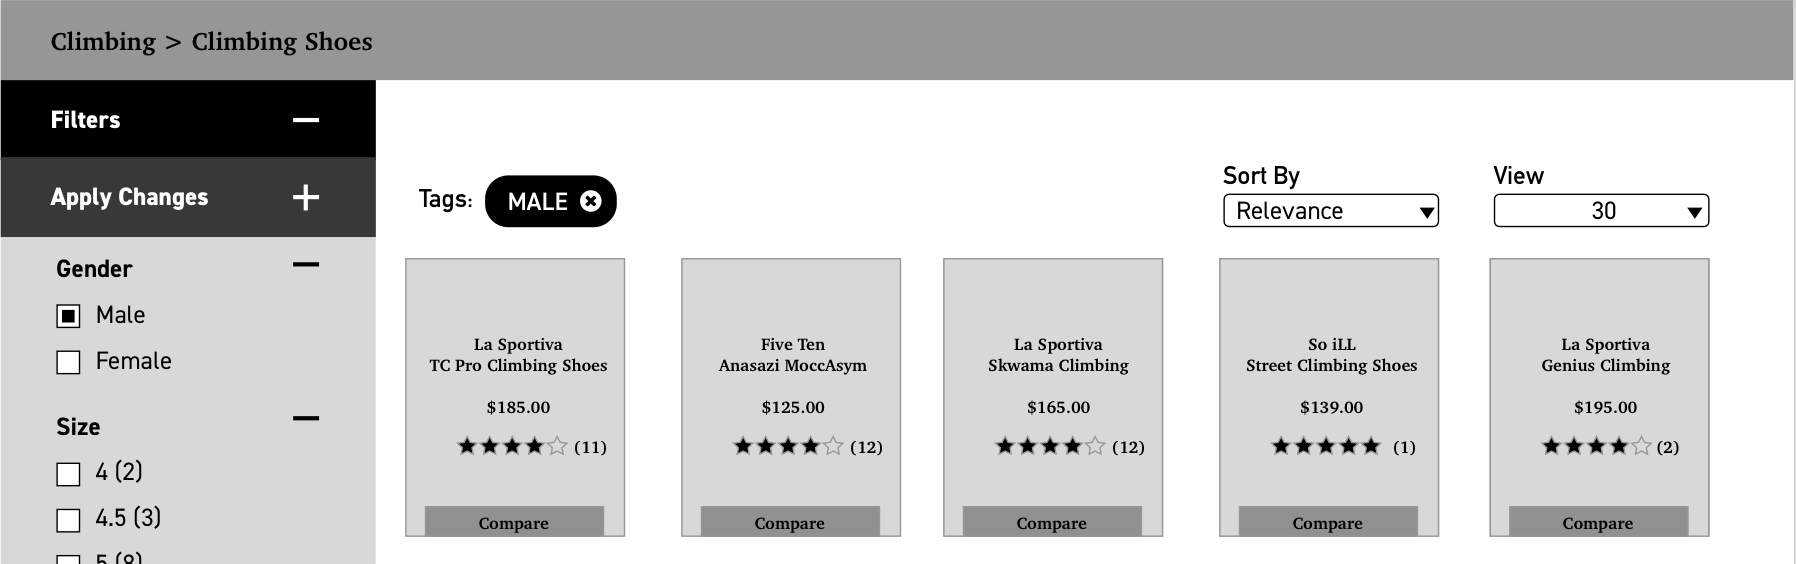 Climbing > Climbing Shoes
Filters
Apply Changes
Gender
Male
Female
Size
4 (2)
4.5 (3)
5 (8)
Tags: MALE
Sort By
Relevance
View
30
La Sportiva
TC Pro Climbing Shoes
$185.00
(11)
Compare
Five Ten
Anasazi MoccAsym
$125.00
(12)
Compare
La Sportiva
Skwama Climbing
$165.00
(12)
Compare
So iLL
Street Climbing Shoes
$139.00
(1)
Compare
La Sportiva
Genius Climbing
$195.00
(2)
Compare